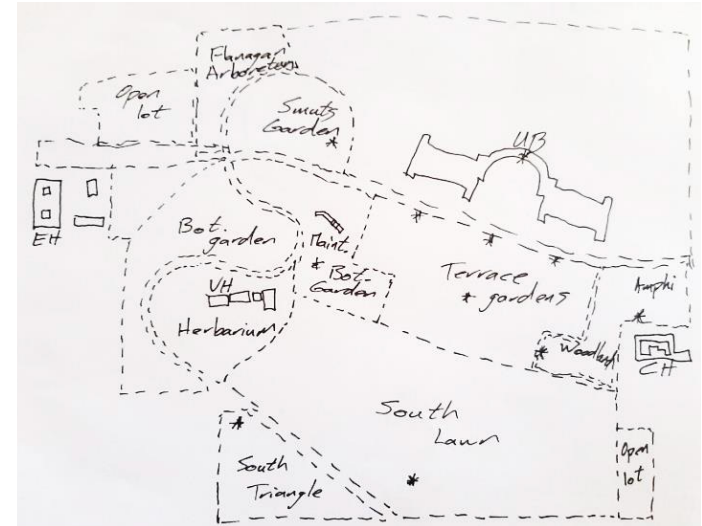 Flanagan
Arboretum
Open
lot
Smuts
Garden
UB
EH
Bot.
garden
Maint.
Bot.
Garden
Terrace
gardens
Amphi
VH
Herbarium
Woodland
CH
South
Lawn
Open
lot
South
Triangle